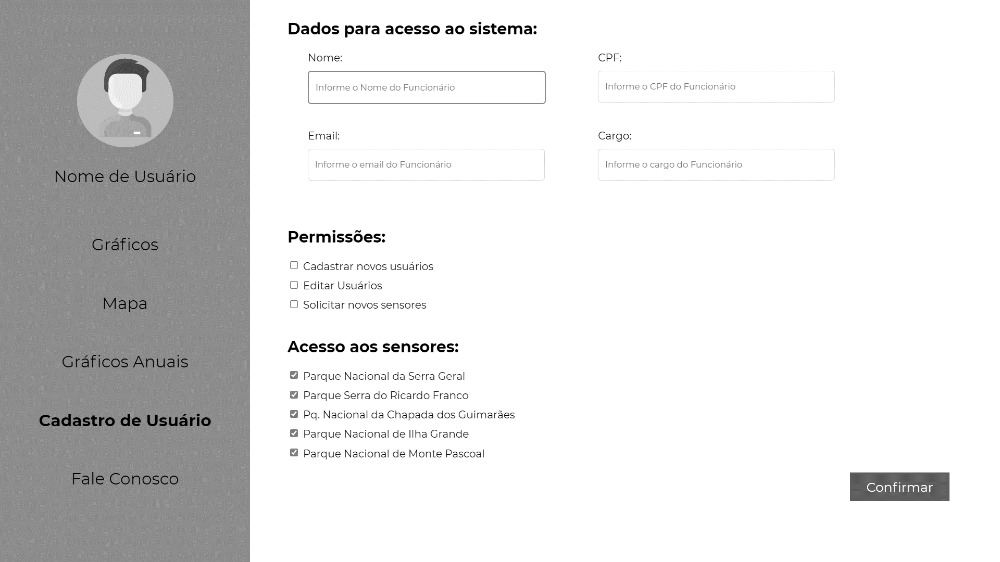 Nome de Usuário
Gráficos
Mapa
Gráficos Anuais
Cadastro de Usuário
Fale Conosco
Dados para acesso ao sistema:
Nome:
Informe o Nome do Funcionário
CPF:
Informe o CPF do Funcionário
Email:
Informe o email do Funcionário
Cargo:
Informe o cargo do Funcionário
Permissões:
Cadastrar novos usuários
Editar Usuários
Solicitar novos sensores
Acesso aos sensores:
Parque Nacional da Serra Geral
Parque Serra do Ricardo Franco
Pq. Nacional da Chapada dos Guimarães
Parque Nacional de Ilha Grande
Parque Nacional de Monte Pascoal
Confirmar